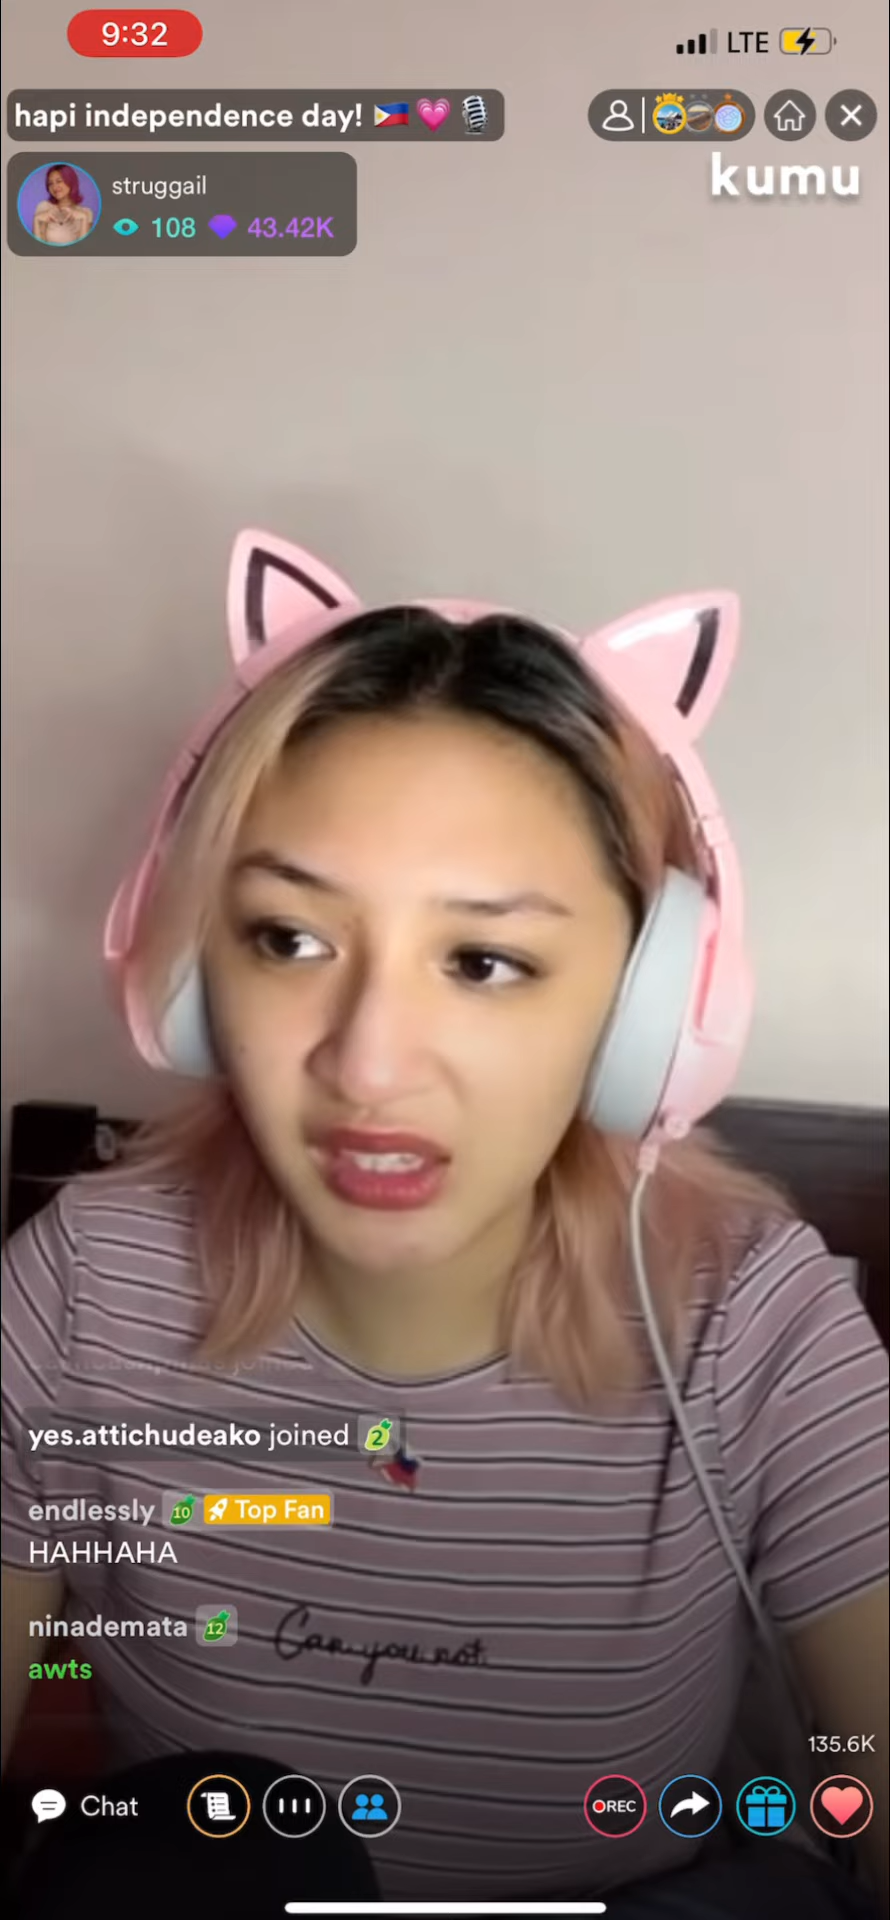 9:32
LTE
hapi independence day! 🇵🇭 💗 🎙️
kumu
struggail
108 43.42K
yes.attichudeako joined 2
endlessly 10 Top Fan
HAHHAHA
ninademata 12
Can you not.
awts
135.6K
Chat
REC